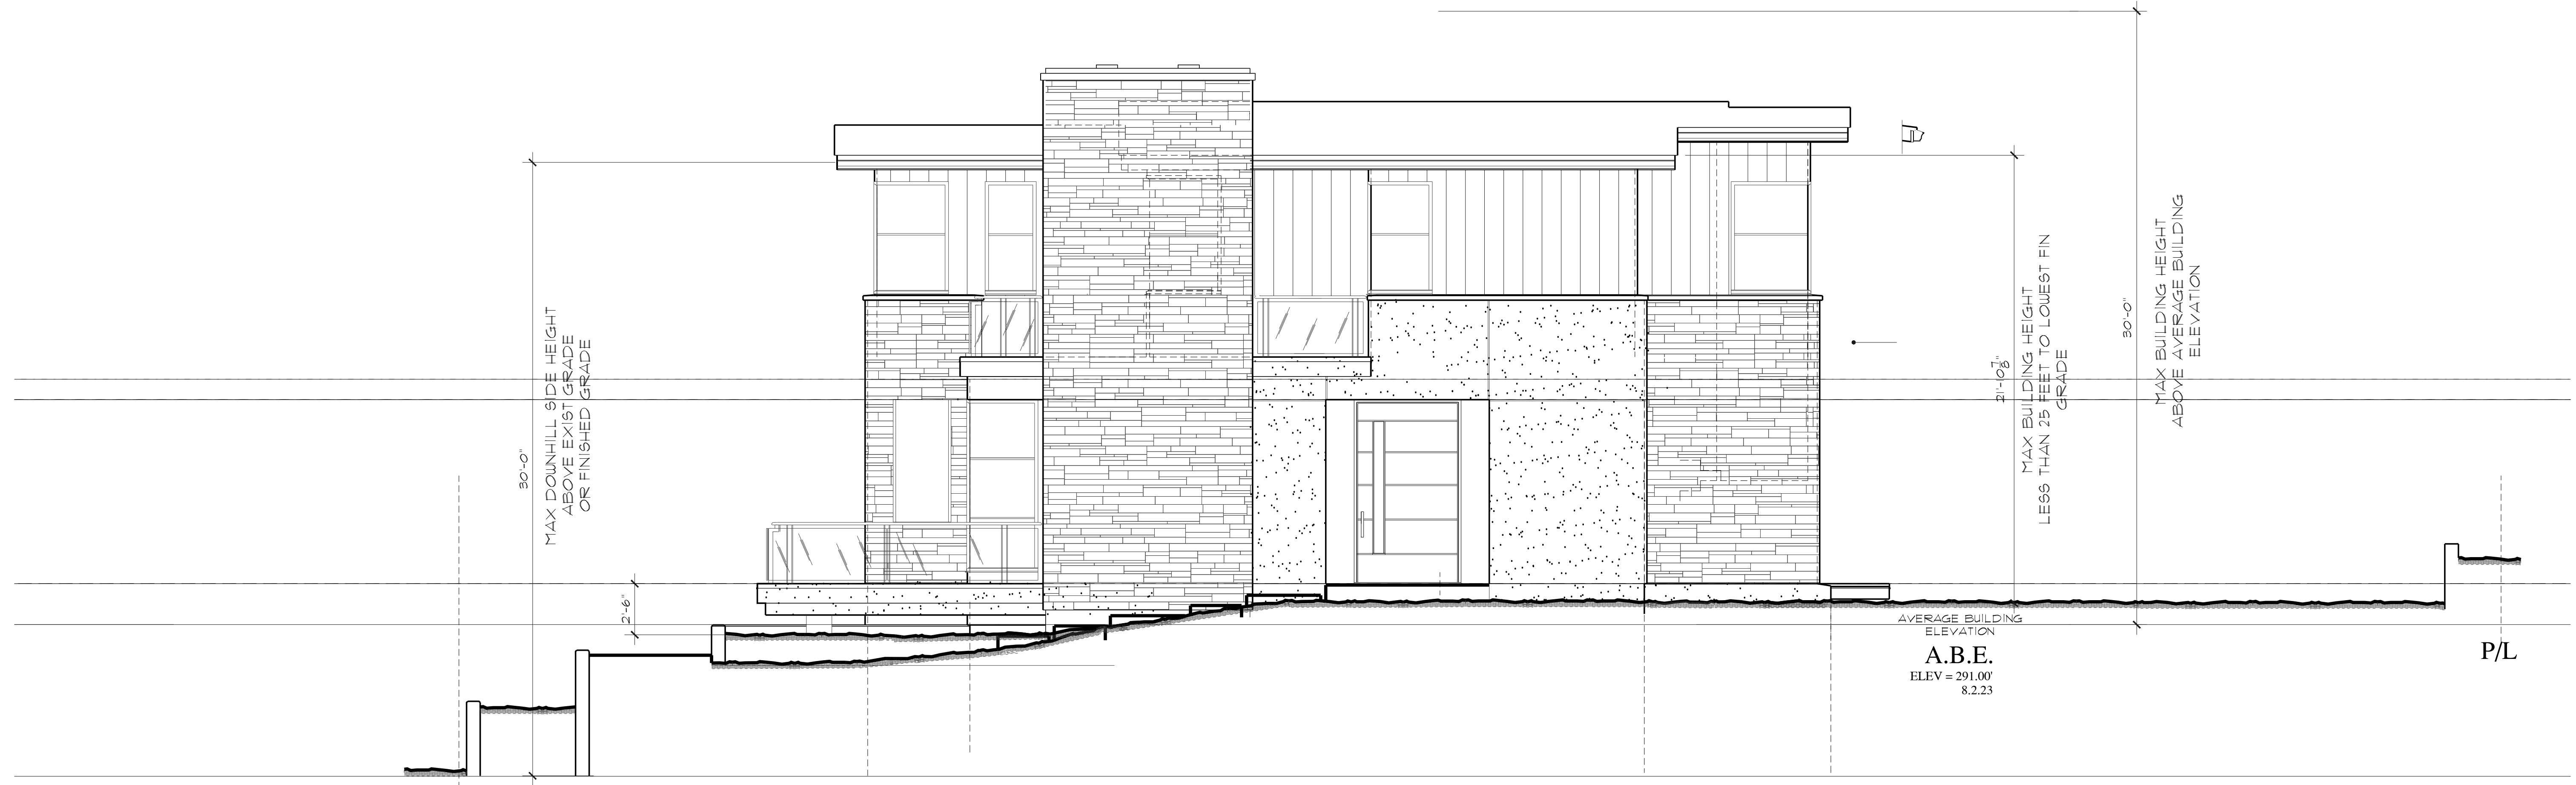 30'-0"
MAX DOWNHILL SIDE HEIGHT
ABOVE EXIST GRADE
OR FINISHED GRADE
2'-6"
21'-0⅞"
MAX BUILDING HEIGHT
LESS THAN 25 FEET TO LOWEST FIN
GRADE
30'-0"
MAX BUILDING HEIGHT
ABOVE AVERAGE BUILDING
ELEVATION
AVERAGE BUILDING
ELEVATION
A.B.E.
ELEV = 291.00'
8.2.23
P/L